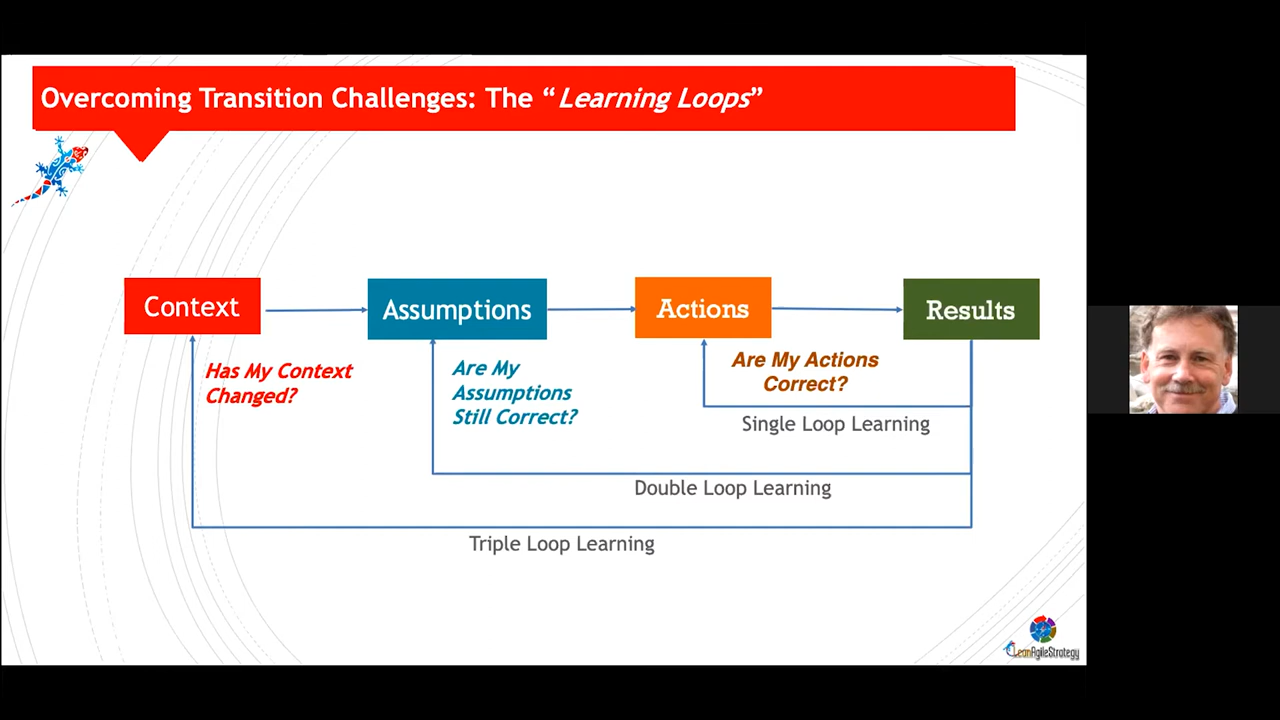 Overcoming Transition Challenges: The “Learning Loops”
Context
Assumptions
Actions
Results
Has My Context
Changed?
Are My
Assumptions
Still Correct?
Are My Actions
Correct?
Single Loop Learning
Double Loop Learning
Triple Loop Learning
LeanAgileStrategy